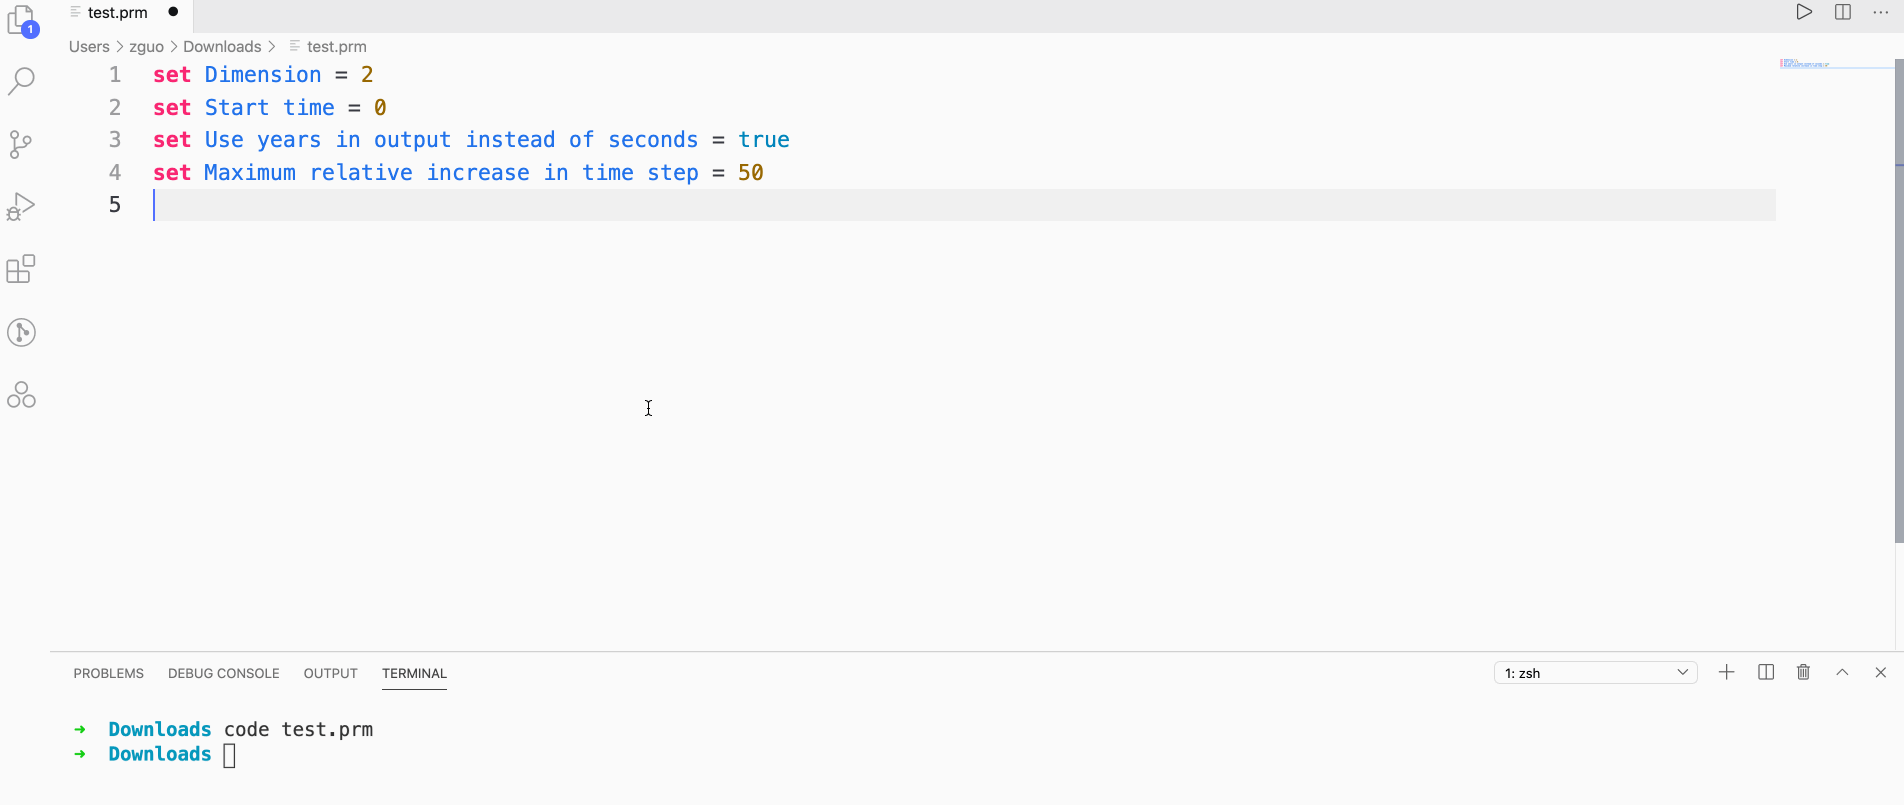 test.prm
1
Users > zguo > Downloads > test.prm
1 set Dimension = 2
2 set Start time = 0
3 set Use years in output instead of seconds = true
4 set Maximum relative increase in time step = 50
5
PROBLEMS DEBUG CONSOLE OUTPUT TERMINAL 1: zsh
→ Downloads code test.prm
→ Downloads